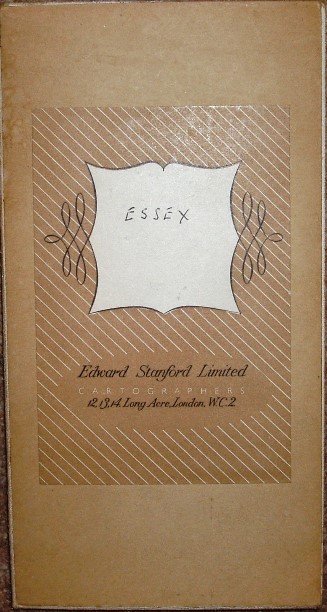 ESSEX
Edward Stanford Limited
CARTOGRAPHERS
12,13,14, Long Acre, London, W.C.2